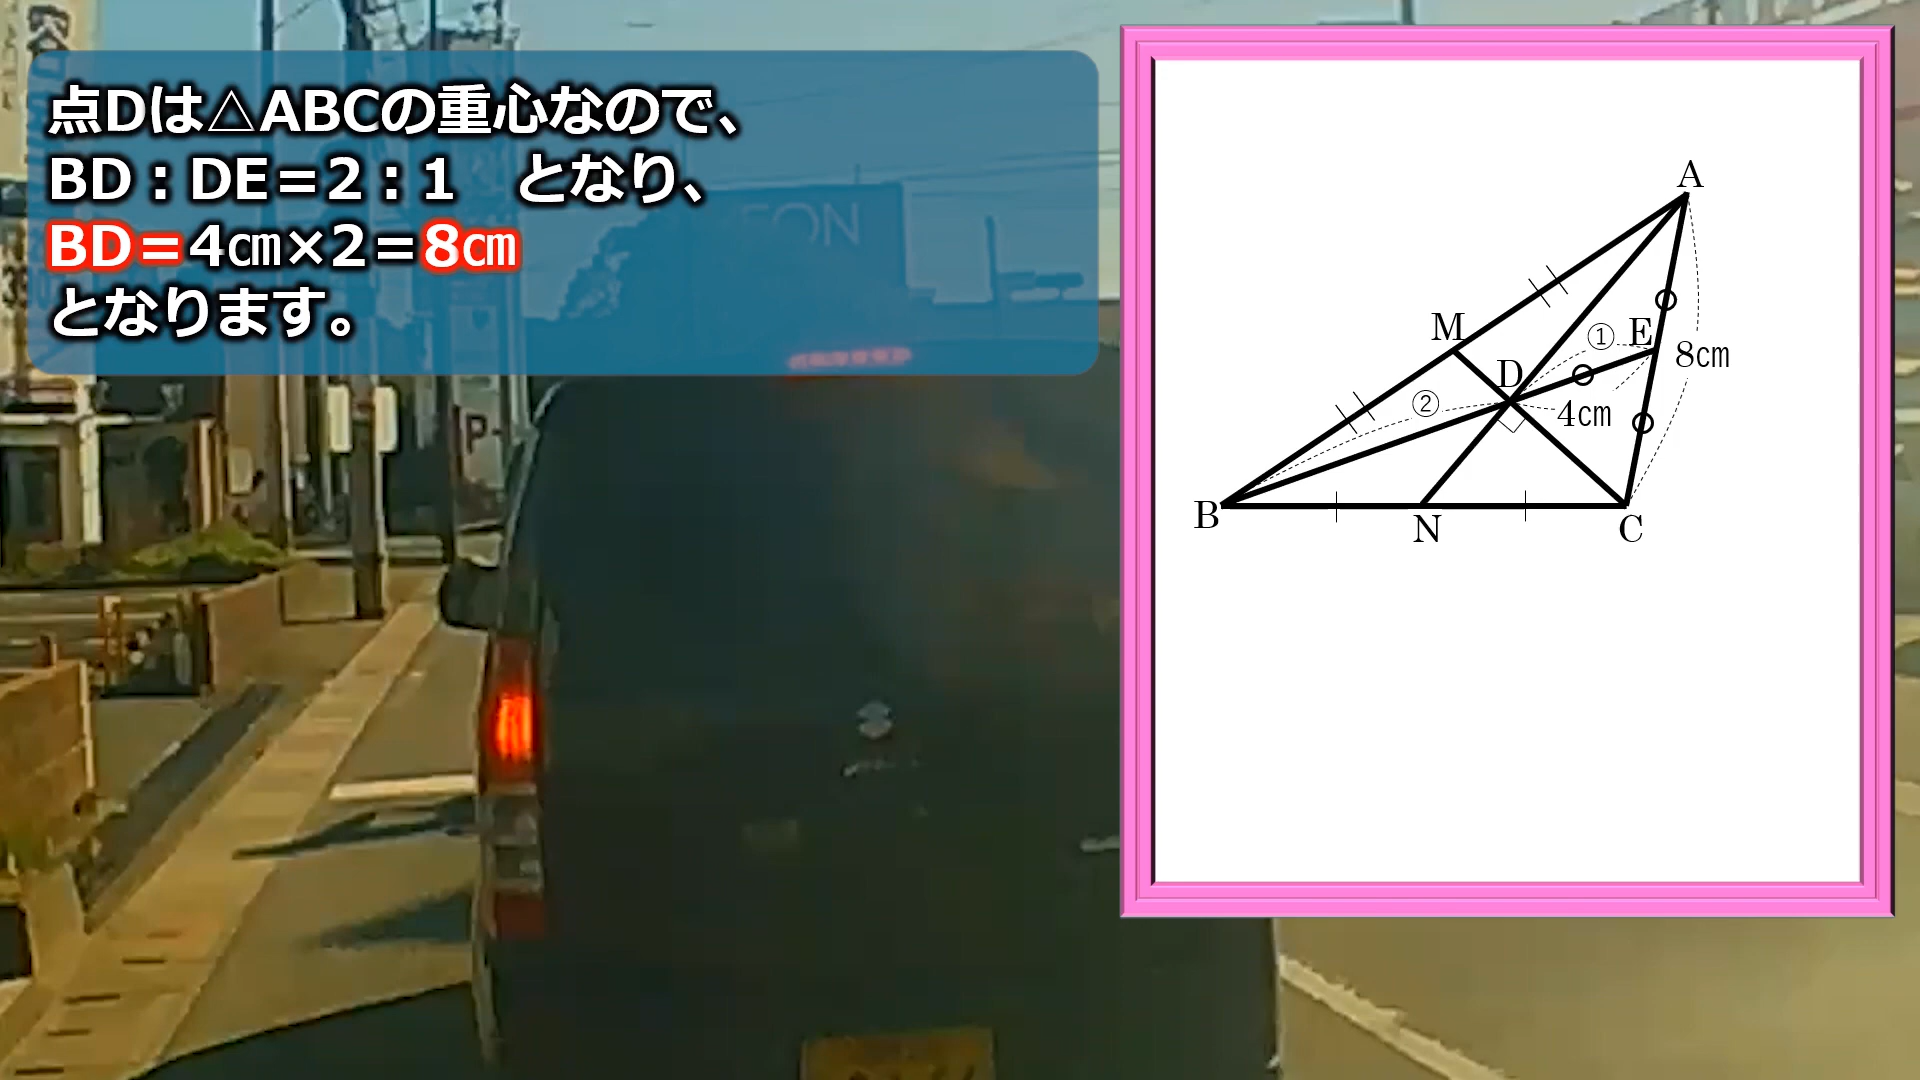 点Dは△ABCの重心なので、
BD：DE＝2：1　となり、
BD＝4㎝×2＝8㎝
となります。
EON
P
A
M
①
E
8㎝
D
②
4㎝
B
N
C